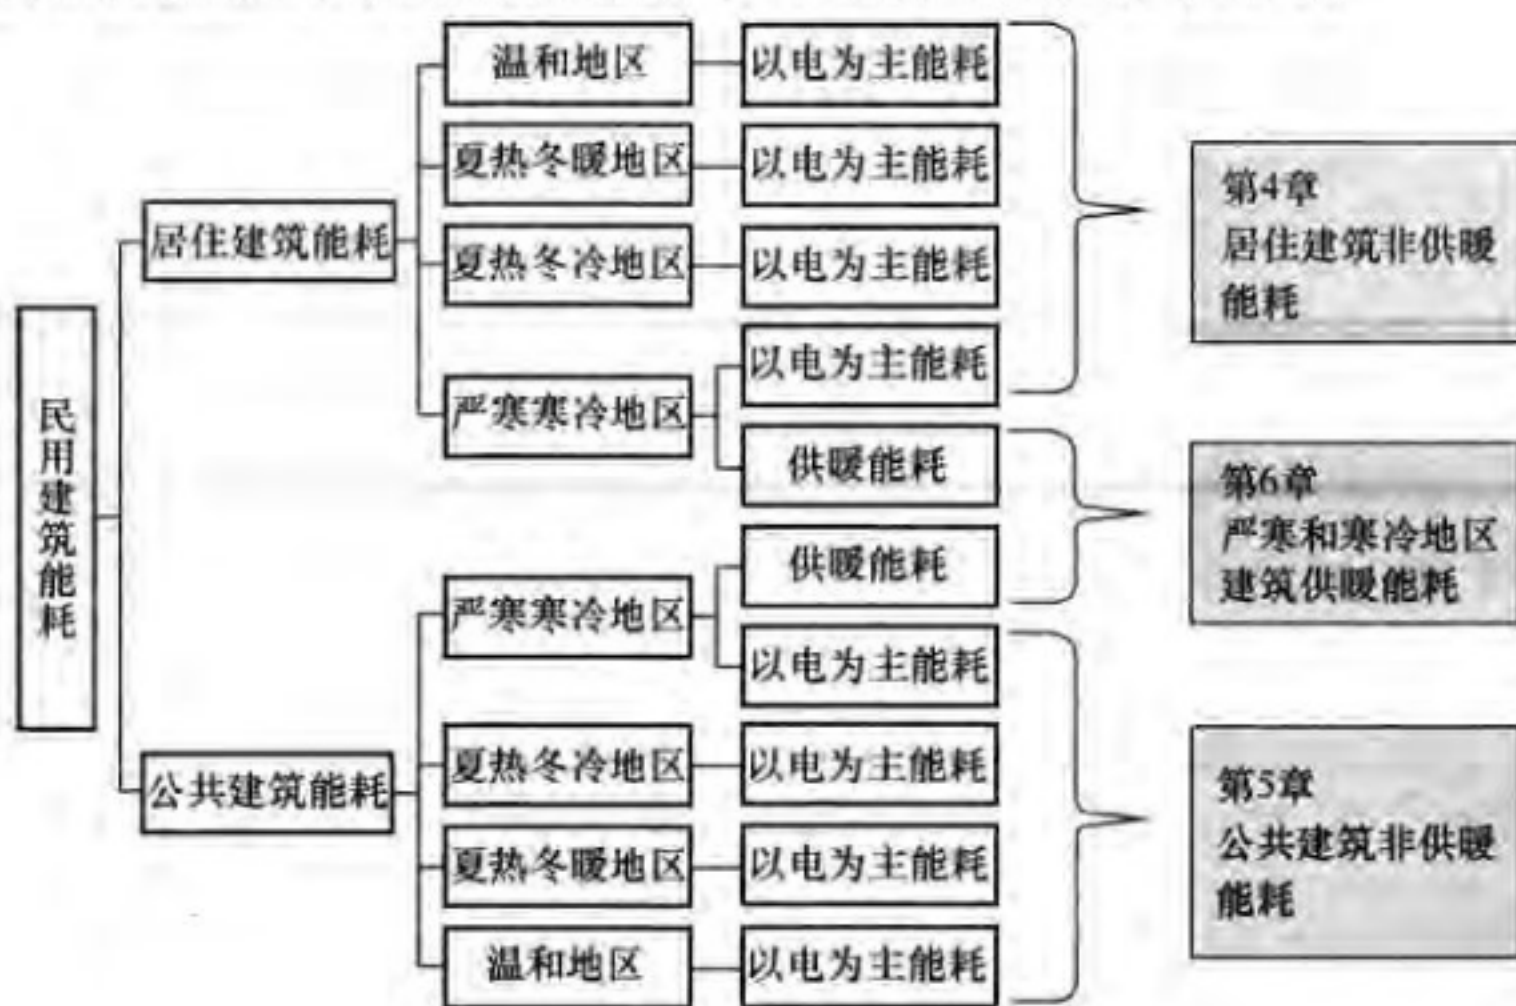 民用建筑能耗
居住建筑能耗
温和地区
以电为主能耗
夏热冬暖地区
以电为主能耗
夏热冬冷地区
以电为主能耗
严寒寒冷地区
以电为主能耗
供暖能耗
公共建筑能耗
严寒寒冷地区
供暖能耗
以电为主能耗
夏热冬冷地区
以电为主能耗
夏热冬暖地区
以电为主能耗
温和地区
以电为主能耗
第4章
居住建筑非供暖
能耗
第6章
严寒和寒冷地区
建筑供暖能耗
第5章
公共建筑非供暖
能耗